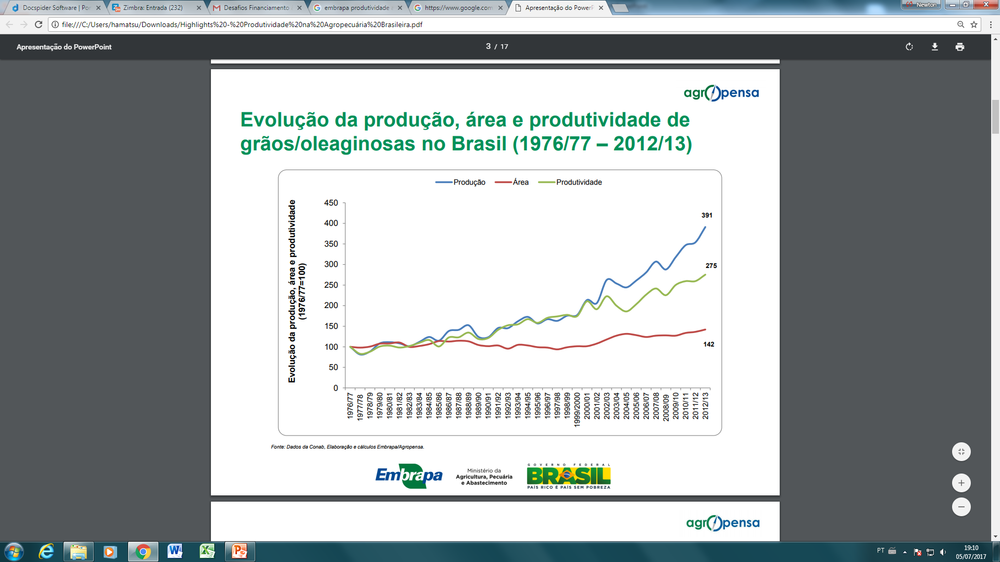 Docspider Software | Por
Zimbra: Entrada (232)
Desafios Financiamento
embrapa produtividade
https://www.google.com
Apresentação do PowerP
Newton
file:///C:/Users/hamatsu/Downloads/Highlights%20-%20Produtividade%20na%20Agropecuária%20Brasileira.pdf
Apresentação do PowerPoint
3 / 17
agropensa
Evolução da produção, área e produtividade de
grãos/oleaginosas no Brasil (1976/77 – 2012/13)
Produção Área Produtividade
Evolução da produção, área e produtividade
(1976/77=100)
450
400
350
300
250
200
150
100
50
0
391
275
142
1976/77
1977/78
1978/79
1979/80
1980/81
1981/82
1982/83
1983/84
1984/85
1985/86
1986/87
1987/88
1988/89
1989/90
1990/91
1991/92
1992/93
1993/94
1994/95
1995/96
1996/97
1997/98
1998/99
1999/2000
2000/01
2001/02
2002/03
2003/04
2004/05
2005/06
2006/07
2007/08
2008/09
2009/10
2010/11
2011/12
2012/13
Fonte: Dados da Conab, Elaboração e cálculos Embrapa/Agropensa.
Embrapa
Ministério da
Agricultura, Pecuária
e Abastecimento
GOVERNO FEDERAL
BRASIL
PAÍS RICO É PAÍS SEM POBREZA
agropensa
PT
19:10
05/07/2017